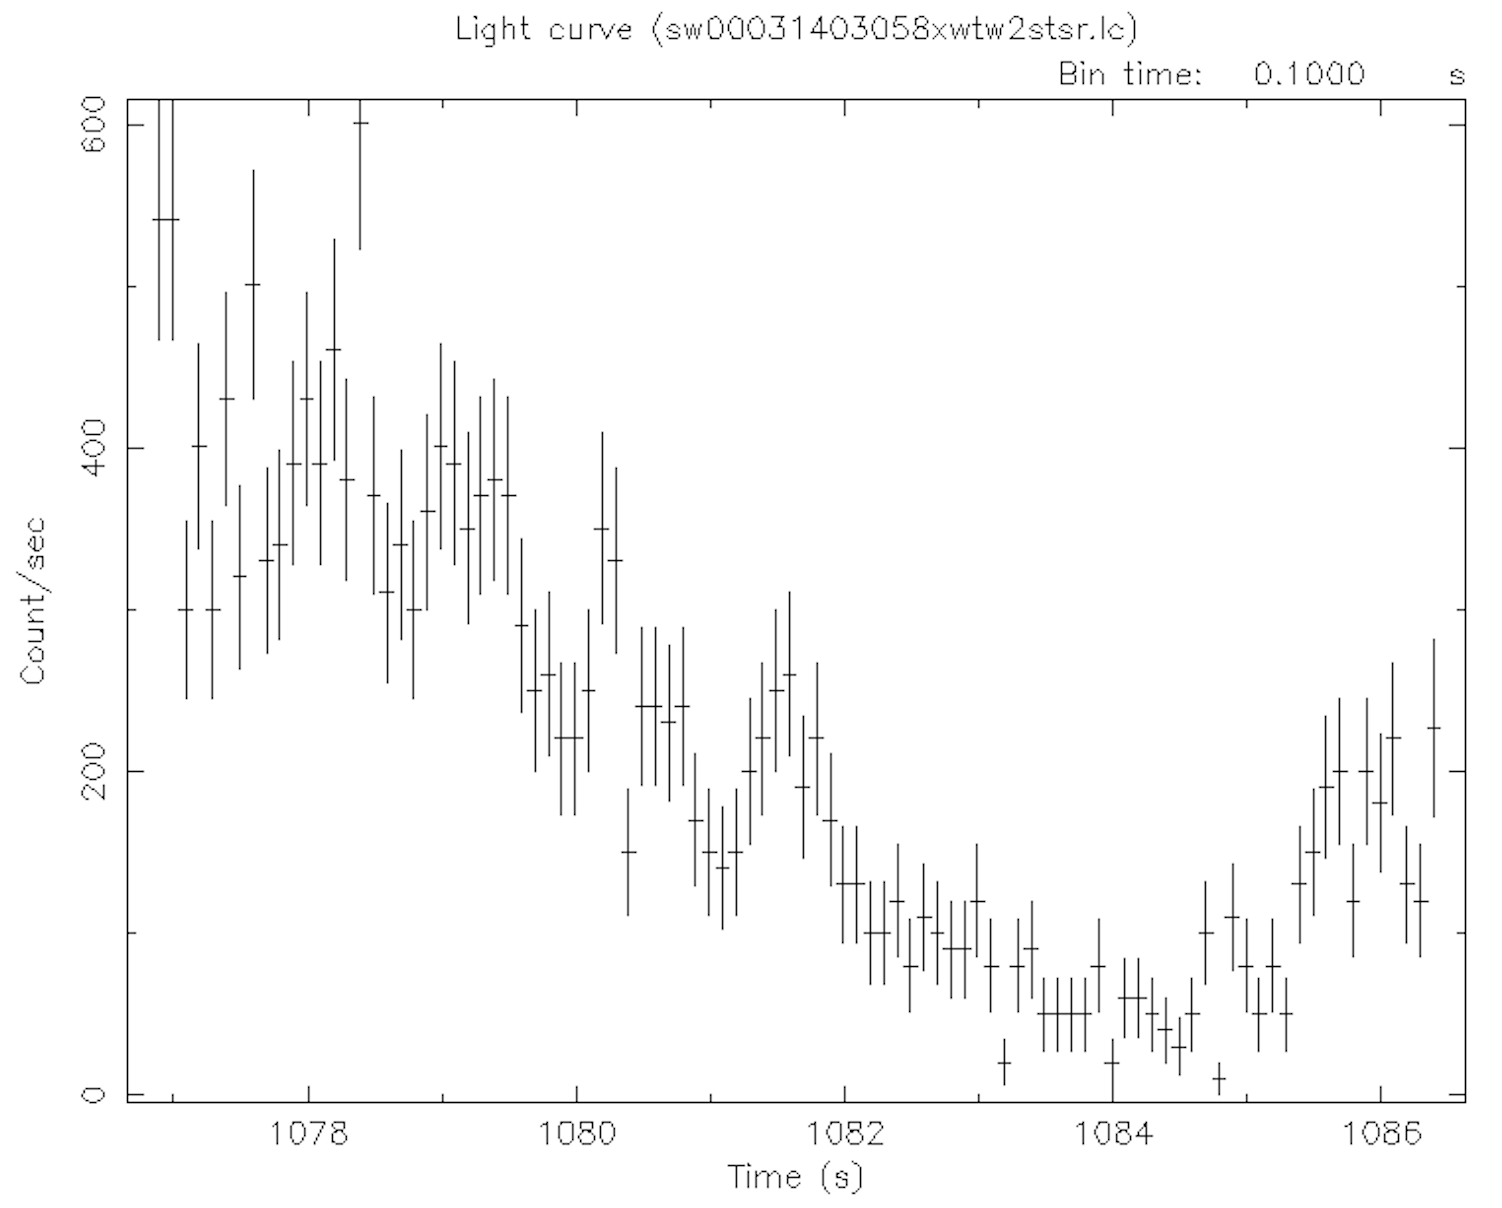 Light curve (sw00031403058xwtw2stsr.lc)
Bin time: 0.1000 s
600
400
200
0
Count/sec
1078 1080 1082 1084 1086
Time (s)